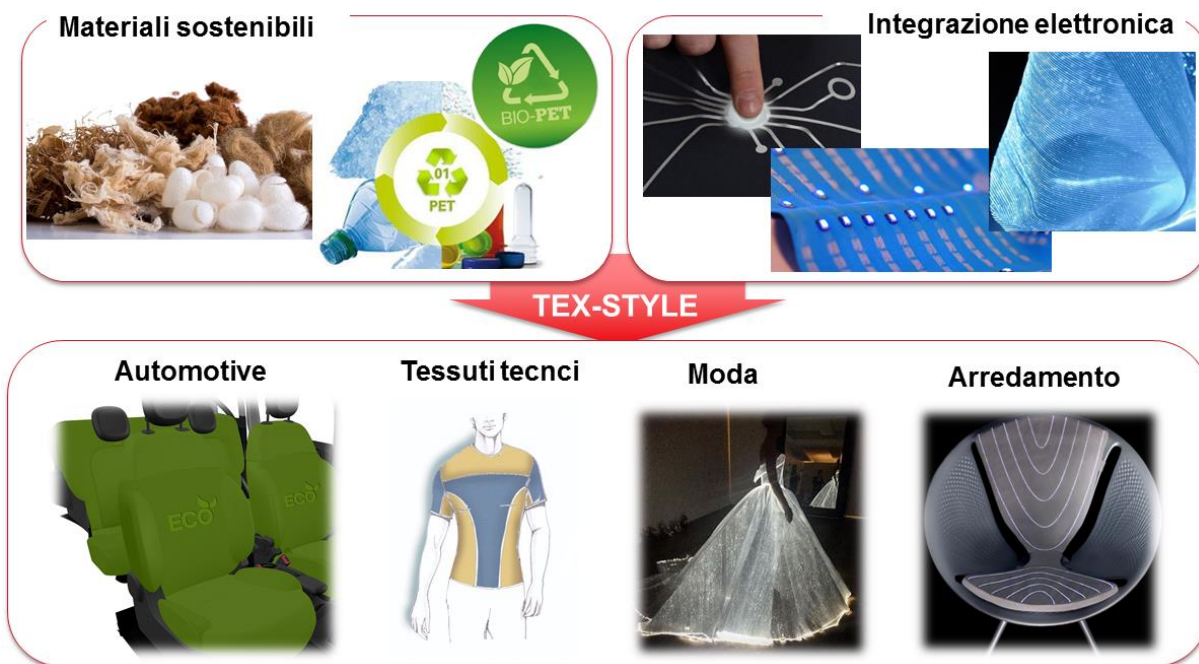 Materiali sostenibili
Integrazione elettronica
BIO-PET
01
PET
TEX-STYLE
Automotive
Tessuti tecnci
Moda
Arredamento
ECO
ECO